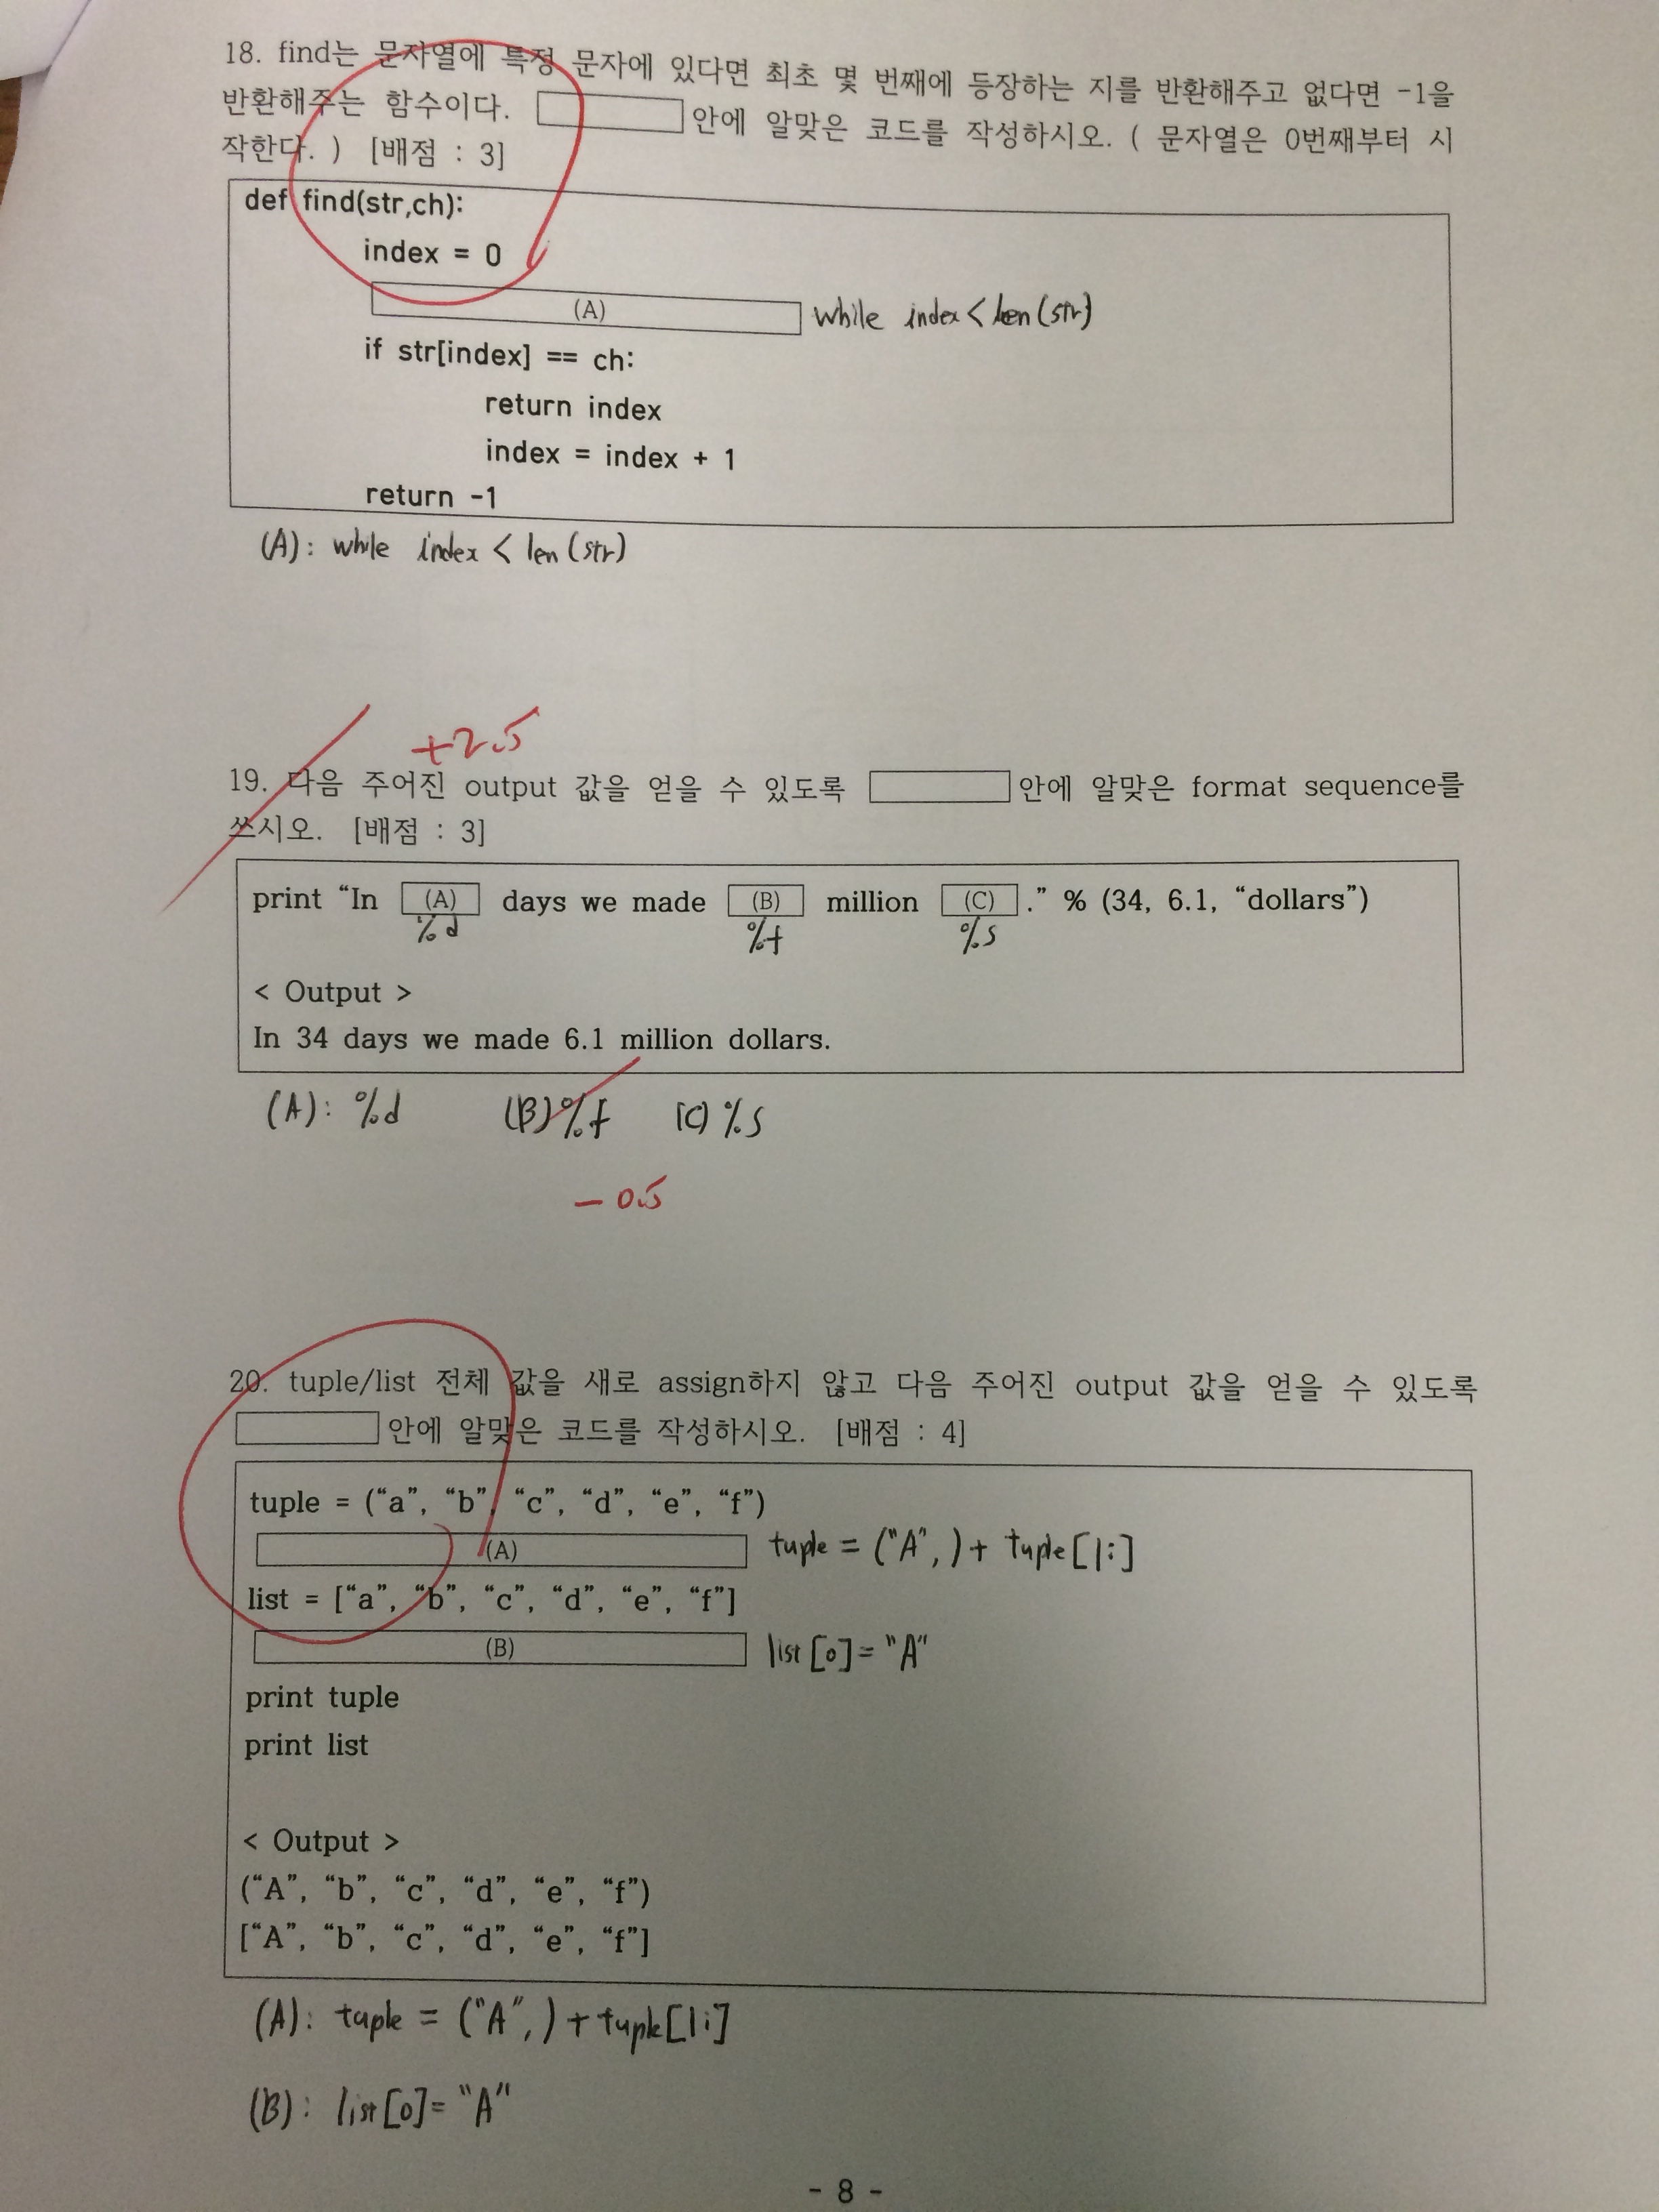 18. find는 문자열에 특정 문자에 있다면 최초 몇 번째에 등장하는 지를 반환해주고 없다면 -1을
반환해주는 함수이다. 안에 알맞은 코드를 작성하시오. ( 문자열은 0번째부터 시
작한다. ) [배점 : 3]
def find(str,ch):
index = 0
(A) while index < len(str)
if str[index] == ch:
return index
index = index + 1
return -1
(A): while index < len(str)
+2.5
19. 다음 주어진 output 값을 얻을 수 있도록 안에 알맞은 format sequence를
쓰시오. [배점 : 3]
print “In (A) days we made (B) million (C) .” % (34, 6.1, “dollars”)
%d %f %s
< Output >
In 34 days we made 6.1 million dollars.
(A): %d (B) %f (C) %s
- 0.5
20. tuple/list 전체 값을 새로 assign하지 않고 다음 주어진 output 값을 얻을 수 있도록
안에 알맞은 코드를 작성하시오. [배점 : 4]
tuple = (“a”, “b”, “c”, “d”, “e”, “f”)
(A) tuple = ("A", ) + tuple[1:]
list = [“a”, “b”, “c”, “d”, “e”, “f”]
(B) list[0] = "A"
print tuple
print list
< Output >
(“A”, “b”, “c”, “d”, “e”, “f”)
[“A”, “b”, “c”, “d”, “e”, “f”]
(A): tuple = ("A", ) + tuple[1:]
(B): list[0] = "A"
- 8 -